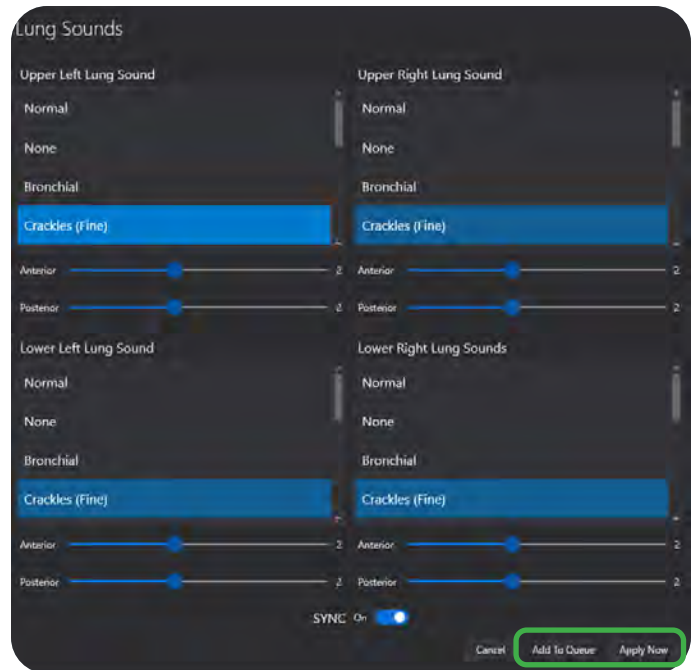 Lung Sounds
Upper Left Lung Sound
Normal
None
Bronchial
Crackles (Fine)
Anterior 2
Posterior 2
Upper Right Lung Sound
Normal
None
Bronchial
Crackles (Fine)
Anterior 2
Posterior 2
Lower Left Lung Sound
Normal
None
Bronchial
Crackles (Fine)
Anterior 2
Posterior 2
Lower Right Lung Sounds
Normal
None
Bronchial
Crackles (Fine)
Anterior 2
Posterior 2
SYNC On
Cancel Add To Queue Apply Now